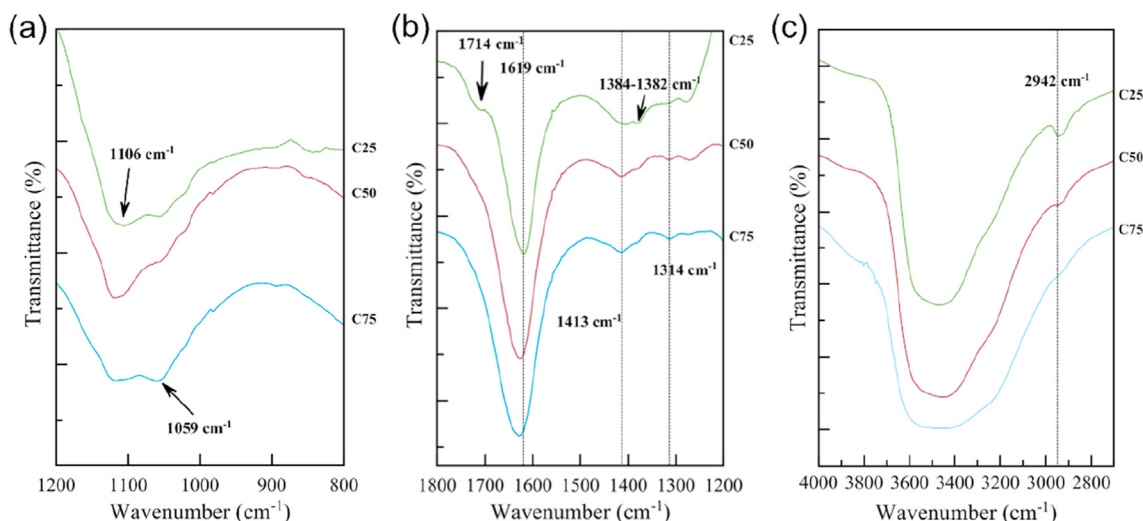 (a)
Transmittance (%)
1106 cm⁻¹
C25
C50
C75
1059 cm⁻¹
1200 1100 1000 900 800
Wavenumber (cm⁻¹)
(b)
Transmittance (%)
1714 cm⁻¹
1619 cm⁻¹
1384-1382 cm⁻¹
C25
C50
C75
1314 cm⁻¹
1413 cm⁻¹
1800 1700 1600 1500 1400 1300 1200
Wavenumber (cm⁻¹)
(c)
Transmittance (%)
2942 cm⁻¹
C25
C50
C75
4000 3800 3600 3400 3200 3000 2800
Wavenumber (cm⁻¹)